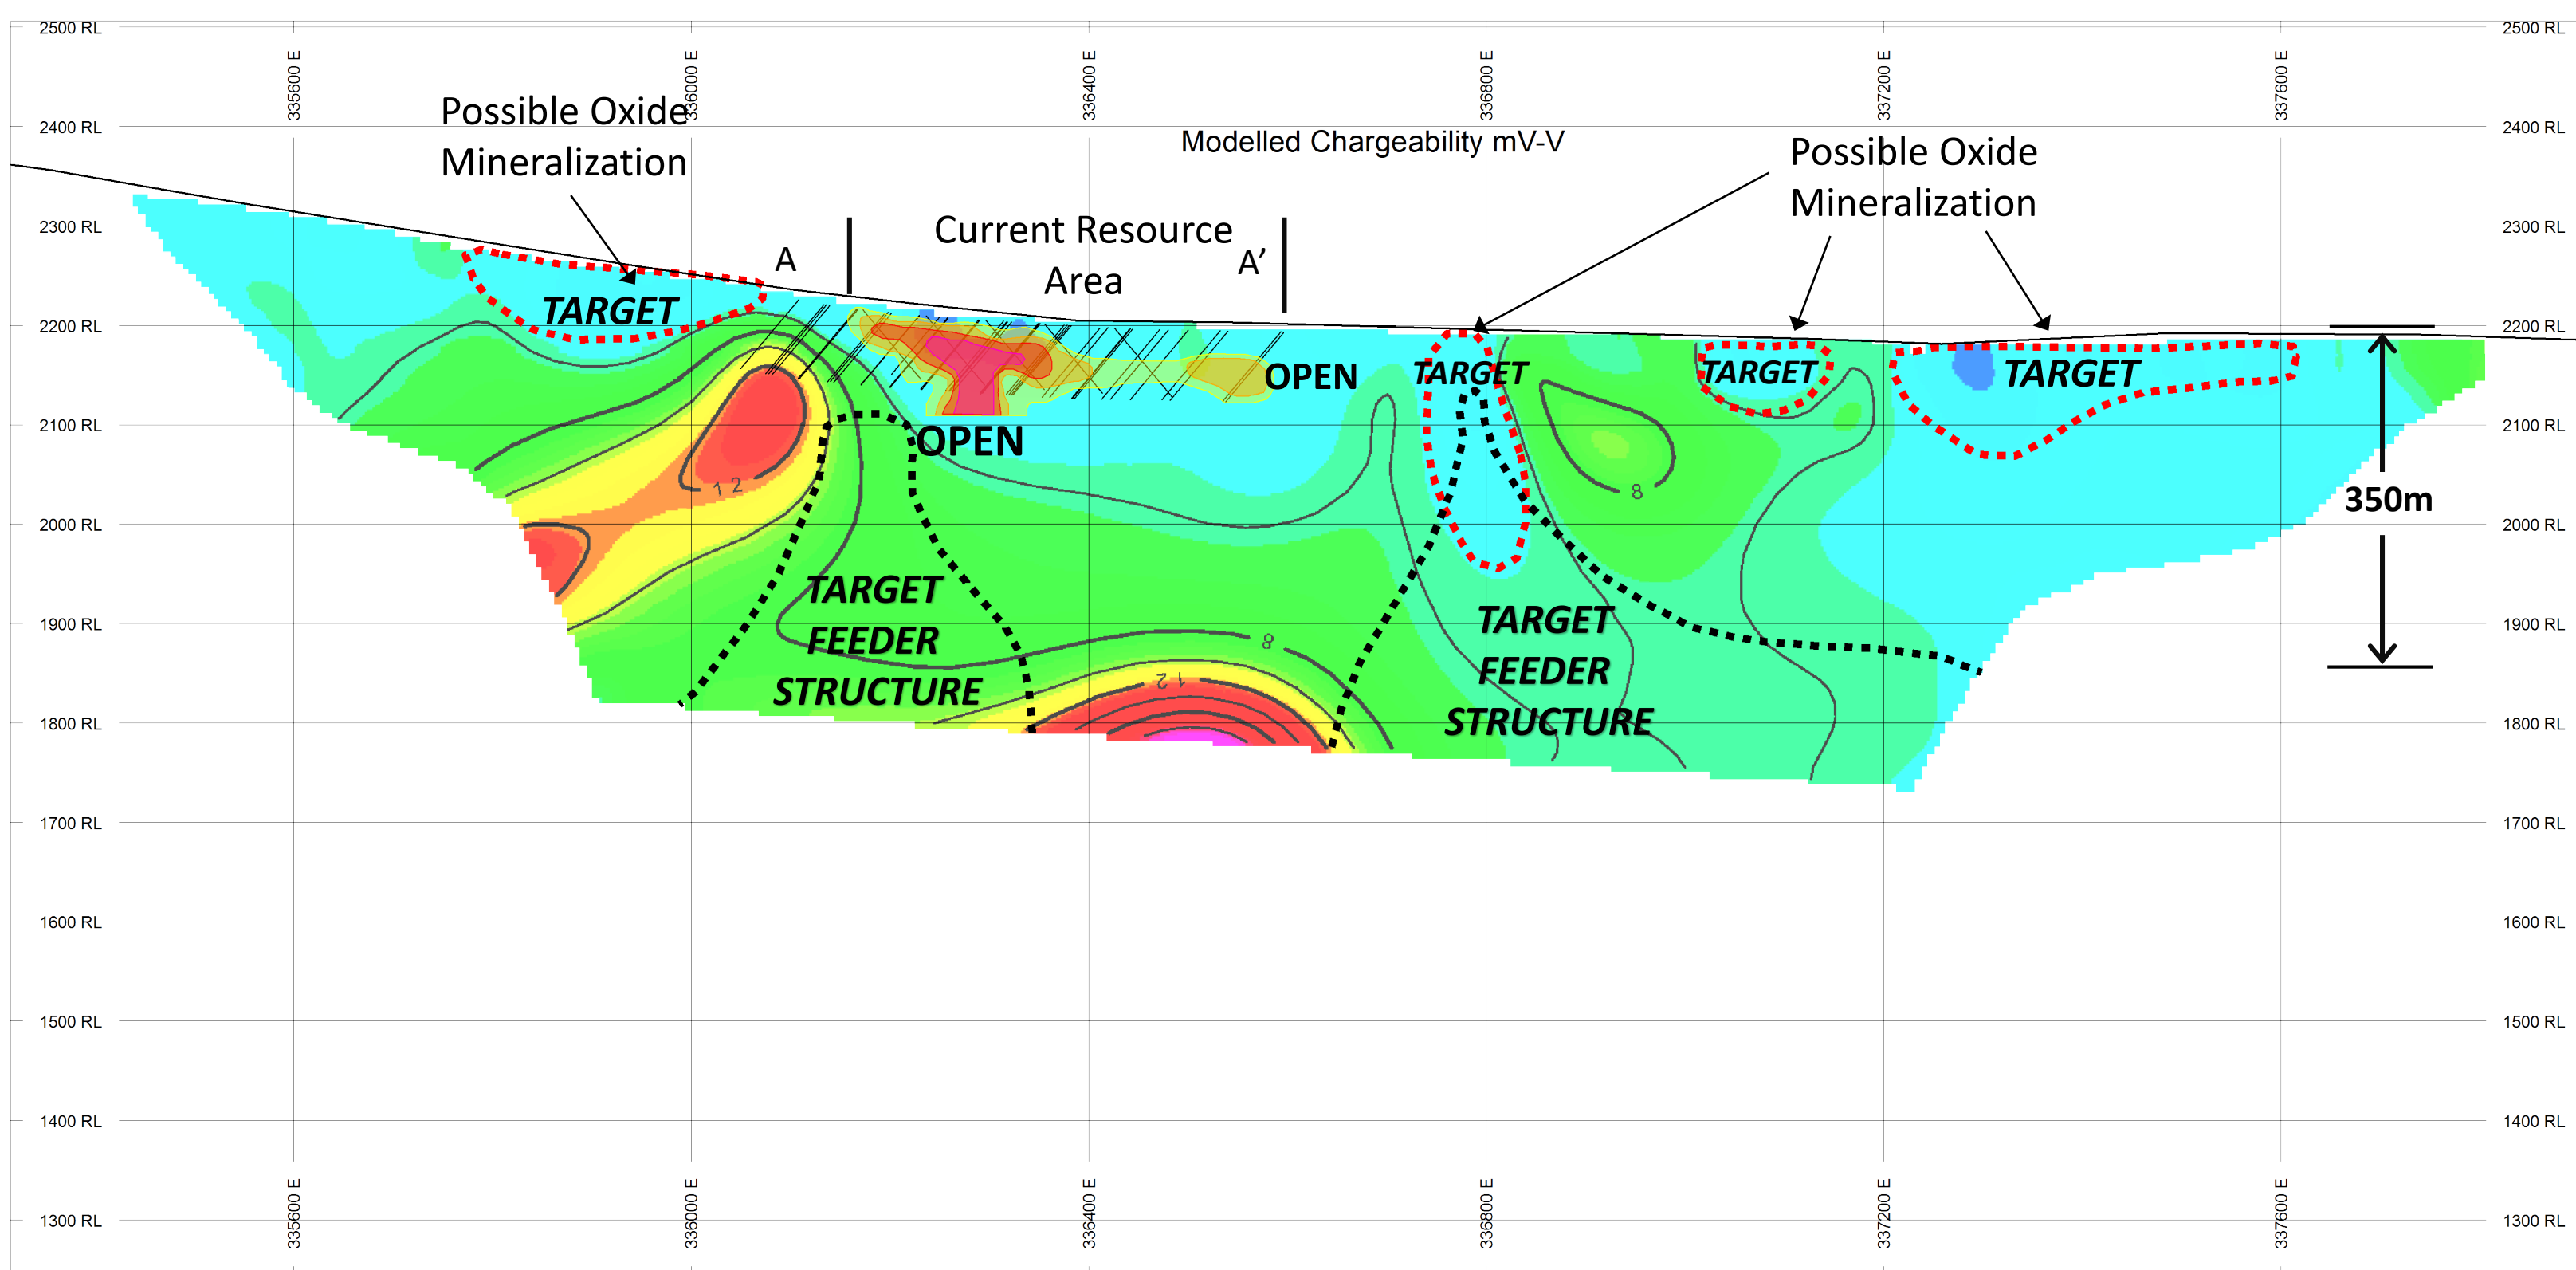 2500 RL
2500 RL
335600 E
336000 E
336400 E
336800 E
337200 E
337600 E
Possible Oxide
Mineralization
2400 RL
2400 RL
Modelled Chargeability mV-V
Possible Oxide
Mineralization
2300 RL
2300 RL
Current Resource
Area
A
A’
TARGET
2200 RL
2200 RL
OPEN
TARGET
TARGET
TARGET
2100 RL
2100 RL
OPEN
12
8
350m
2000 RL
2000 RL
TARGET
FEEDER
STRUCTURE
TARGET
FEEDER
STRUCTURE
1900 RL
1900 RL
8
12
1800 RL
1800 RL
1700 RL
1700 RL
1600 RL
1600 RL
1500 RL
1500 RL
1400 RL
1400 RL
1300 RL
1300 RL
335600 E
336000 E
336400 E
336800 E
337200 E
337600 E